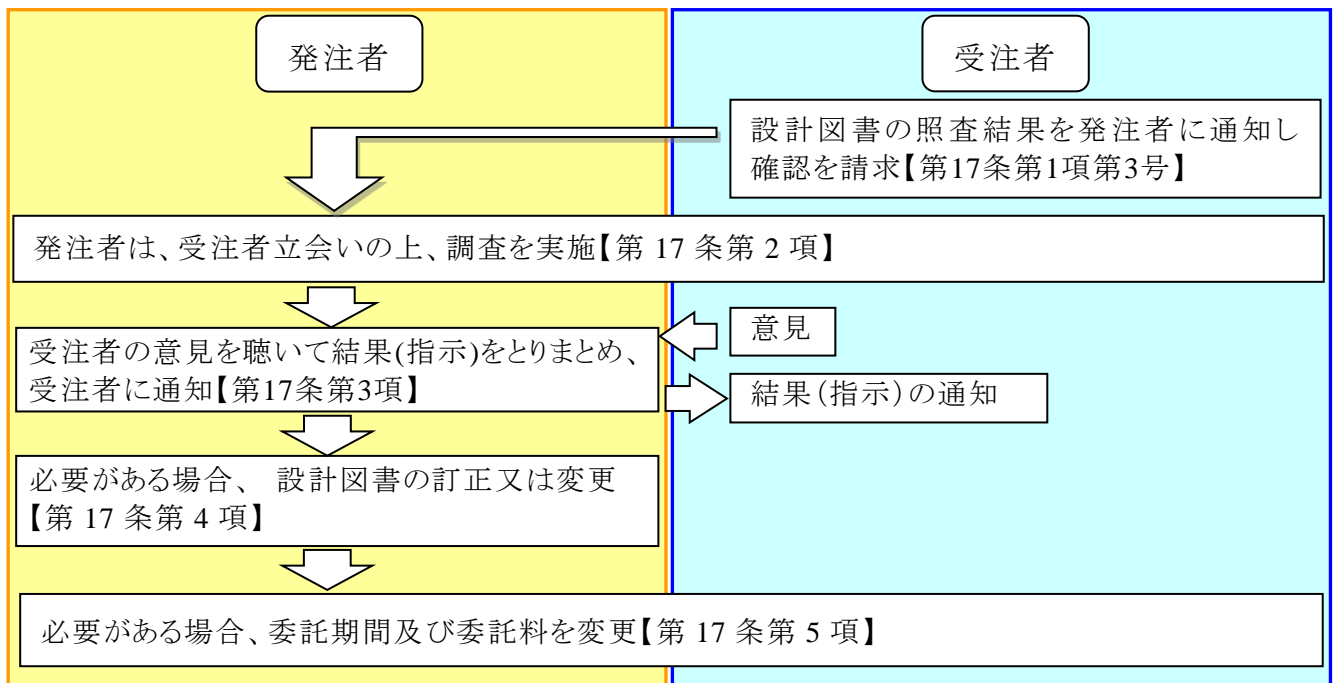 発注者
受注者
設計図書の照査結果を発注者に通知し
確認を請求【第17条第1項第3号】
発注者は、受注者立会いの上、調査を実施【第 17 条第 2 項】
意見
受注者の意見を聴いて結果(指示)をとりまとめ、
受注者に通知【第17条第3項】
結果(指示)の通知
必要がある場合、 設計図書の訂正又は変更
【第 17 条第 4 項】
必要がある場合、委託期間及び委託料を変更【第 17 条第 5 項】